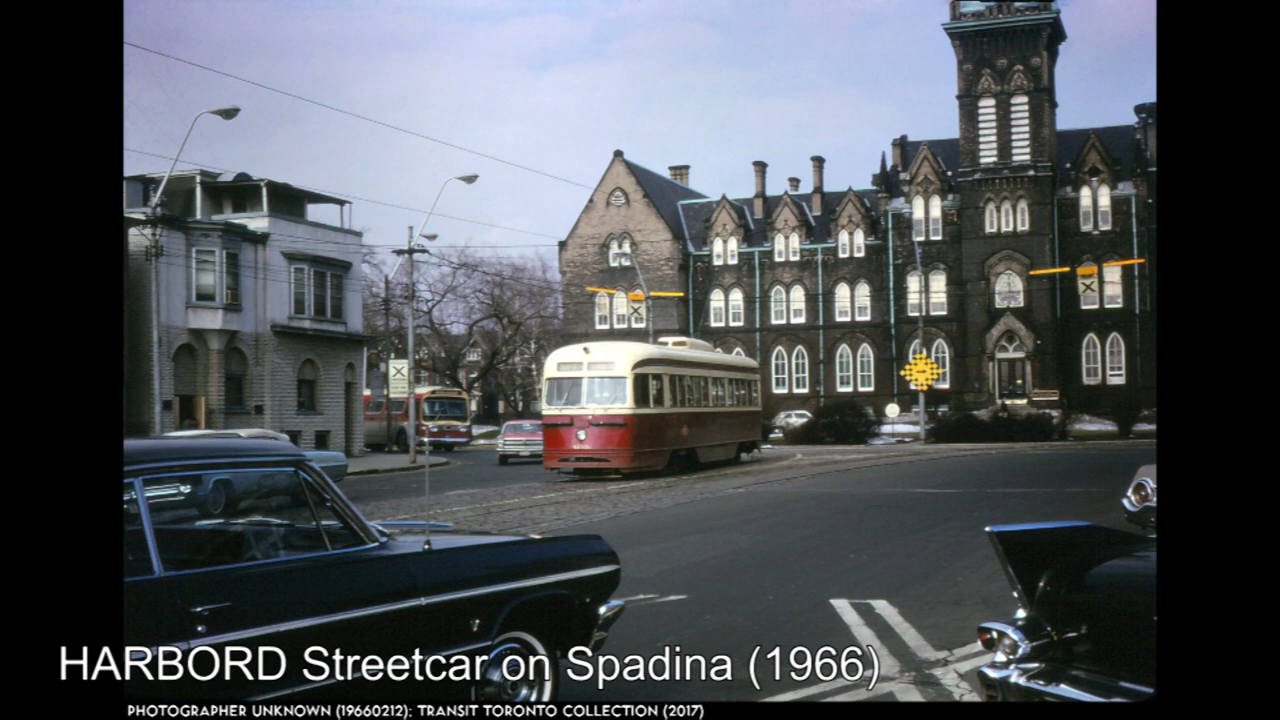 HARBORD Streetcar on Spadina (1966)
PHOTOGRAPHER UNKNOWN (19660212); TRANSIT TORONTO COLLECTION (2017)